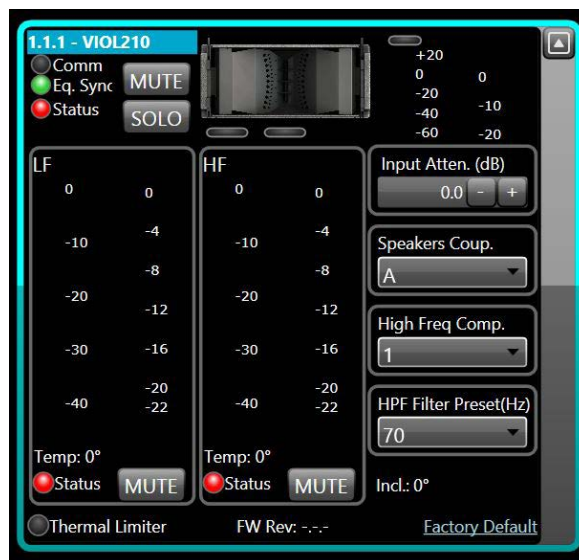 1.1.1 - VIOL210
Comm
Eq. Sync
Status
MUTE
SOLO
+20
0 0
-20
-10
-40
-60 -20
LF
0 0
-4
-10
-8
-20
-12
-30 -16
-20
-40 -22
Temp: 0°
Status MUTE
HF
0 0
-4
-10
-8
-20
-12
-30 -16
-20
-40 -22
Temp: 0°
Status MUTE
Input Atten. (dB)
0.0 - +
Speakers Coup.
A
High Freq Comp.
1
HPF Filter Preset(Hz)
70
Incl.: 0°
Thermal Limiter FW Rev: -.-.- Factory Default